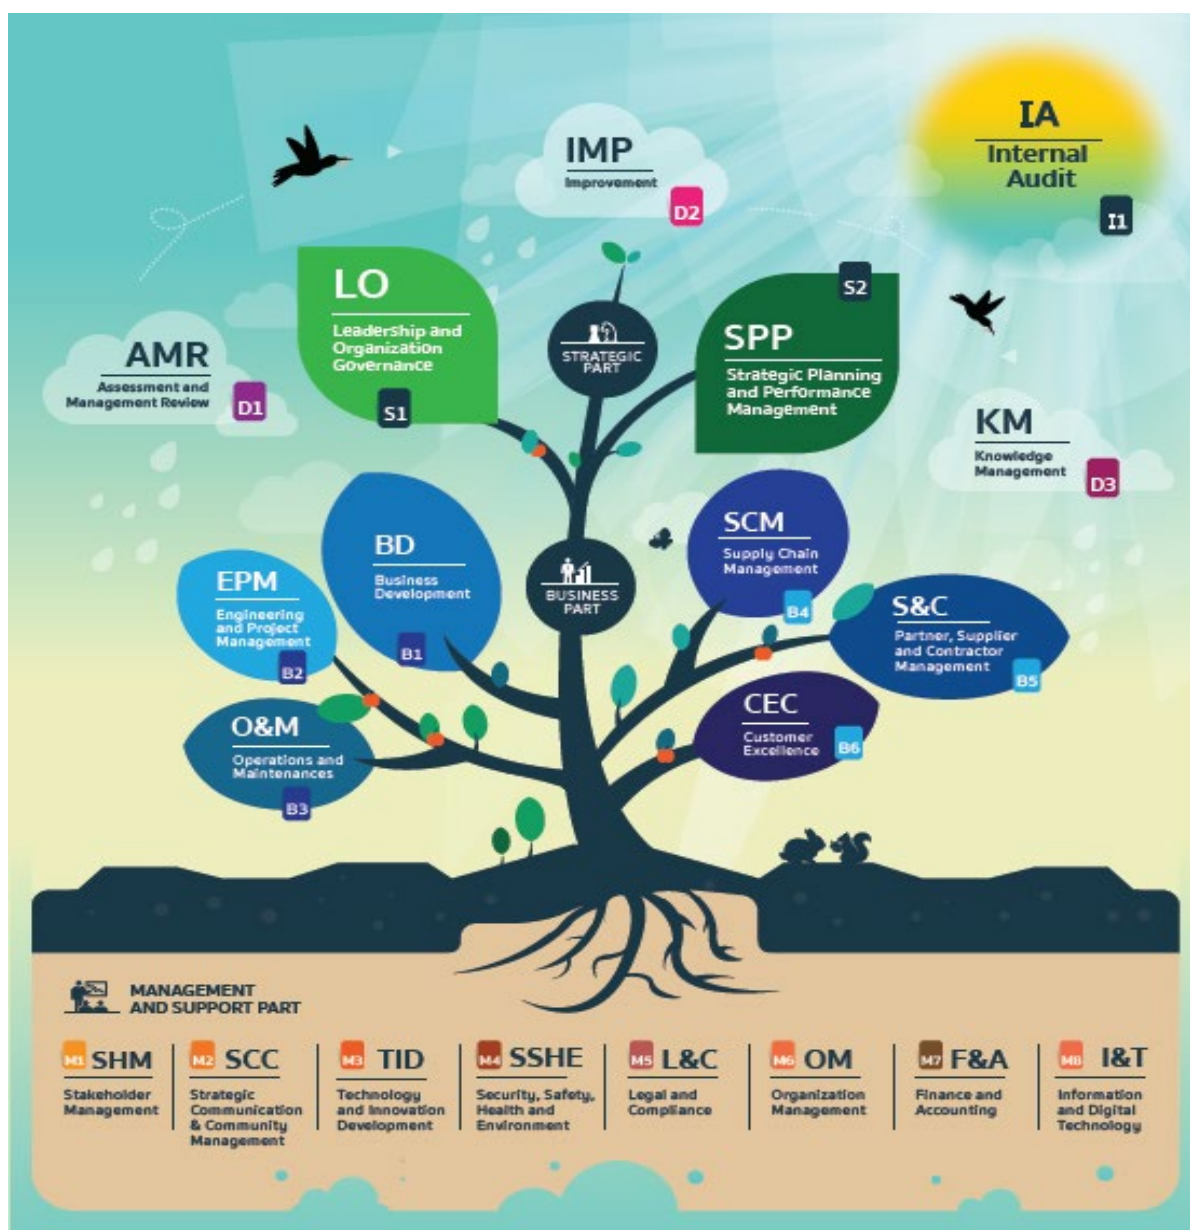 IA
Internal
Audit
I1
IMP
Improvement
D2
LO
Leadership and
Organization
Governance
S1
STRATEGIC
PART
S2
SPP
Strategic Planning
and Performance
Management
AMR
Assessment and
Management Review
D1
KM
Knowledge
Management
D3
BD
Business
Development
B1
BUSINESS
PART
SCM
Supply Chain
Management
B4
EPM
Engineering
and Project
Management
B2
S&C
Partner, Supplier
and Contractor
Management
B5
O&M
Operations and
Maintenances
B3
CEC
Customer
Excellence
B6
MANAGEMENT
AND SUPPORT PART
M1 SHM
Stakeholder
Management
M2 SCC
Strategic
Communication
& Community
Management
M3 TID
Technology
and Innovation
Development
M4 SSHE
Security, Safety,
Health and
Environment
M5 L&C
Legal and
Compliance
M6 OM
Organization
Management
M7 F&A
Finance and
Accounting
M8 I&T
Information
and Digital
Technology